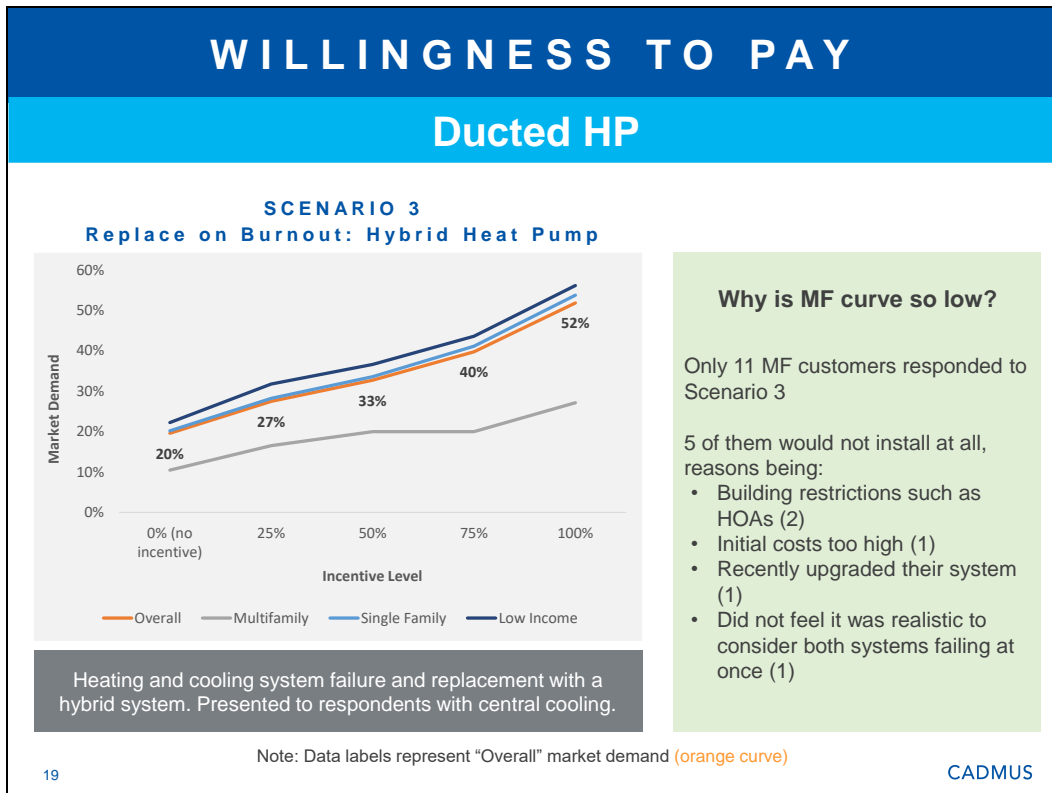 WILLINGNESS TO PAY
Ducted HP
SCENARIO 3
Replace on Burnout: Hybrid Heat Pump
60%
50%
40%
30%
20%
10%
0%
Market Demand
20%
27%
33%
40%
52%
0% (no
incentive)
25%
50%
75%
100%
Incentive Level
Overall
Multifamily
Single Family
Low Income
Heating and cooling system failure and replacement with a
hybrid system. Presented to respondents with central cooling.
Why is MF curve so low?
Only 11 MF customers responded to
Scenario 3
5 of them would not install at all,
reasons being:
• Building restrictions such as
HOAs (2)
• Initial costs too high (1)
• Recently upgraded their system
(1)
• Did not feel it was realistic to
consider both systems failing at
once (1)
Note: Data labels represent “Overall” market demand (orange curve)
19
CADMUS